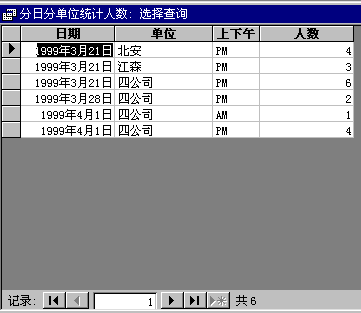 分日分单位统计人数: 选择查询
日期 单位 上下午 人数
1999年3月21日 北安 PM 4
1999年3月21日 江森 PM 3
1999年3月21日 四公司 PM 6
1999年3月28日 四公司 PM 2
1999年4月1日 四公司 AM 1
1999年4月1日 四公司 PM 4
记录: 1 共 6